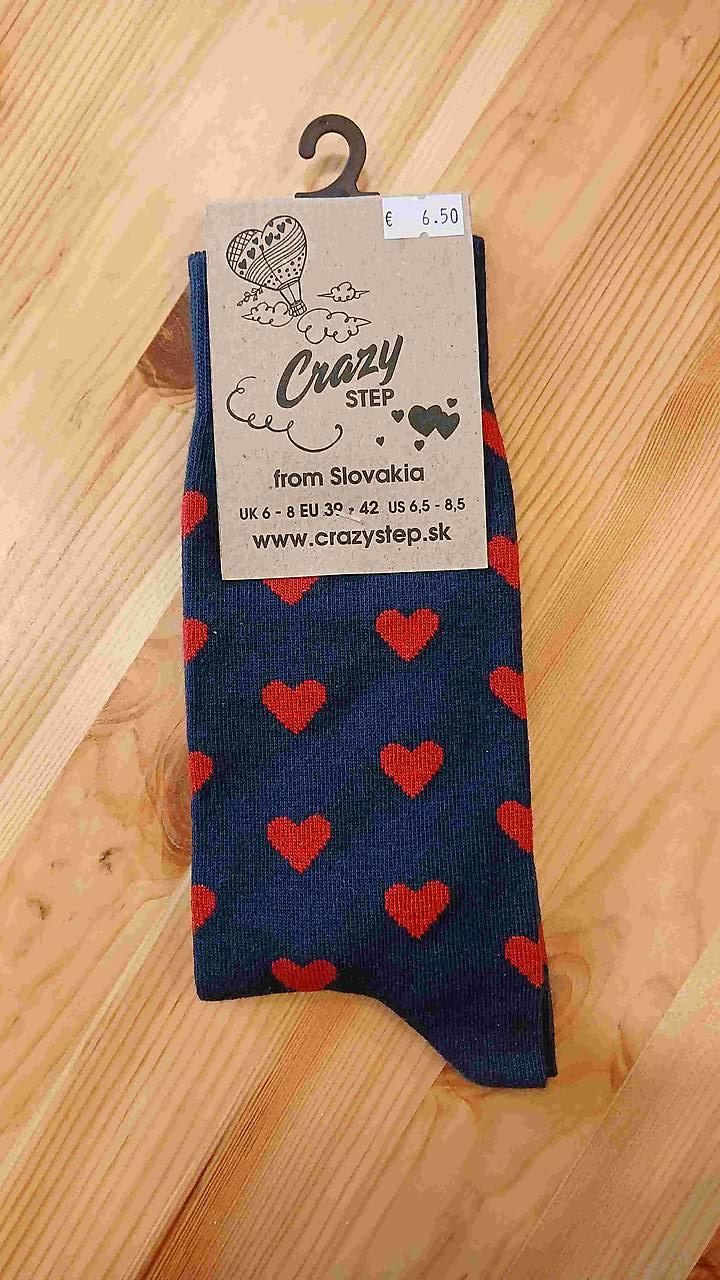 € 6.50
Crazy
STEP
from Slovakia
UK 6 - 8 EU 39 - 42 US 6,5 - 8,5
www.crazystep.sk